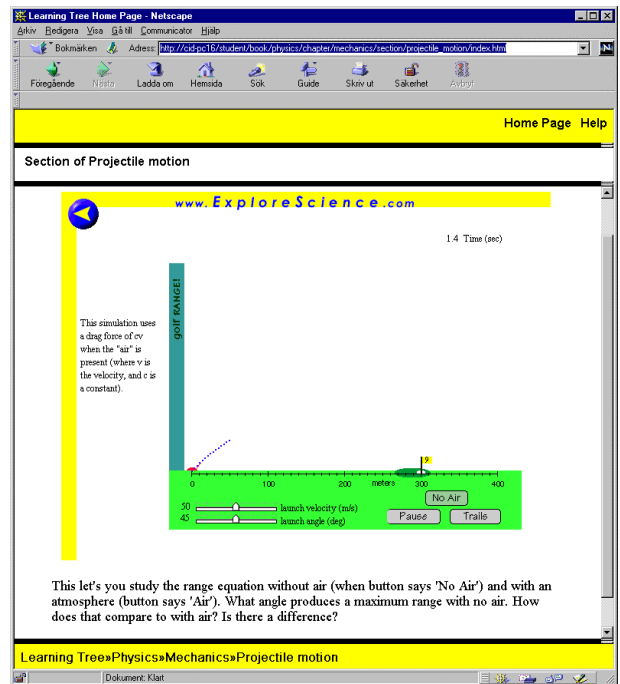 Learning Tree Home Page - Netscape
Arkiv Redigera Visa Gå till Communicator Hjälp
Bokmärken Adress: http://cid-pc16/student/book/physics/chapter/mechanics/section/projectile_motion/index.htm
Föregående Nästa Ladda om Hemsida Sök Guide Skriv ut Säkerhet Avbryt
Home Page Help
Section of Projectile motion
www.ExploreScience.com
1.4 Time (sec)
golf RANGE!
This simulation uses
a drag force of cv
when the "air" is
present (where v is
the velocity, and c is
a constant).
9
0 100 200 meters 300 400
No Air
50 launch velocity (m/s)
45 launch angle (deg)
Pause Trails
This let's you study the range equation without air (when button says 'No Air') and with an
atmosphere (button says 'Air'). What angle produces a maximum range with no air. How
does that compare to with air? Is there a difference?
Learning Tree»Physics»Mechanics»Projectile motion
Dokument: Klart